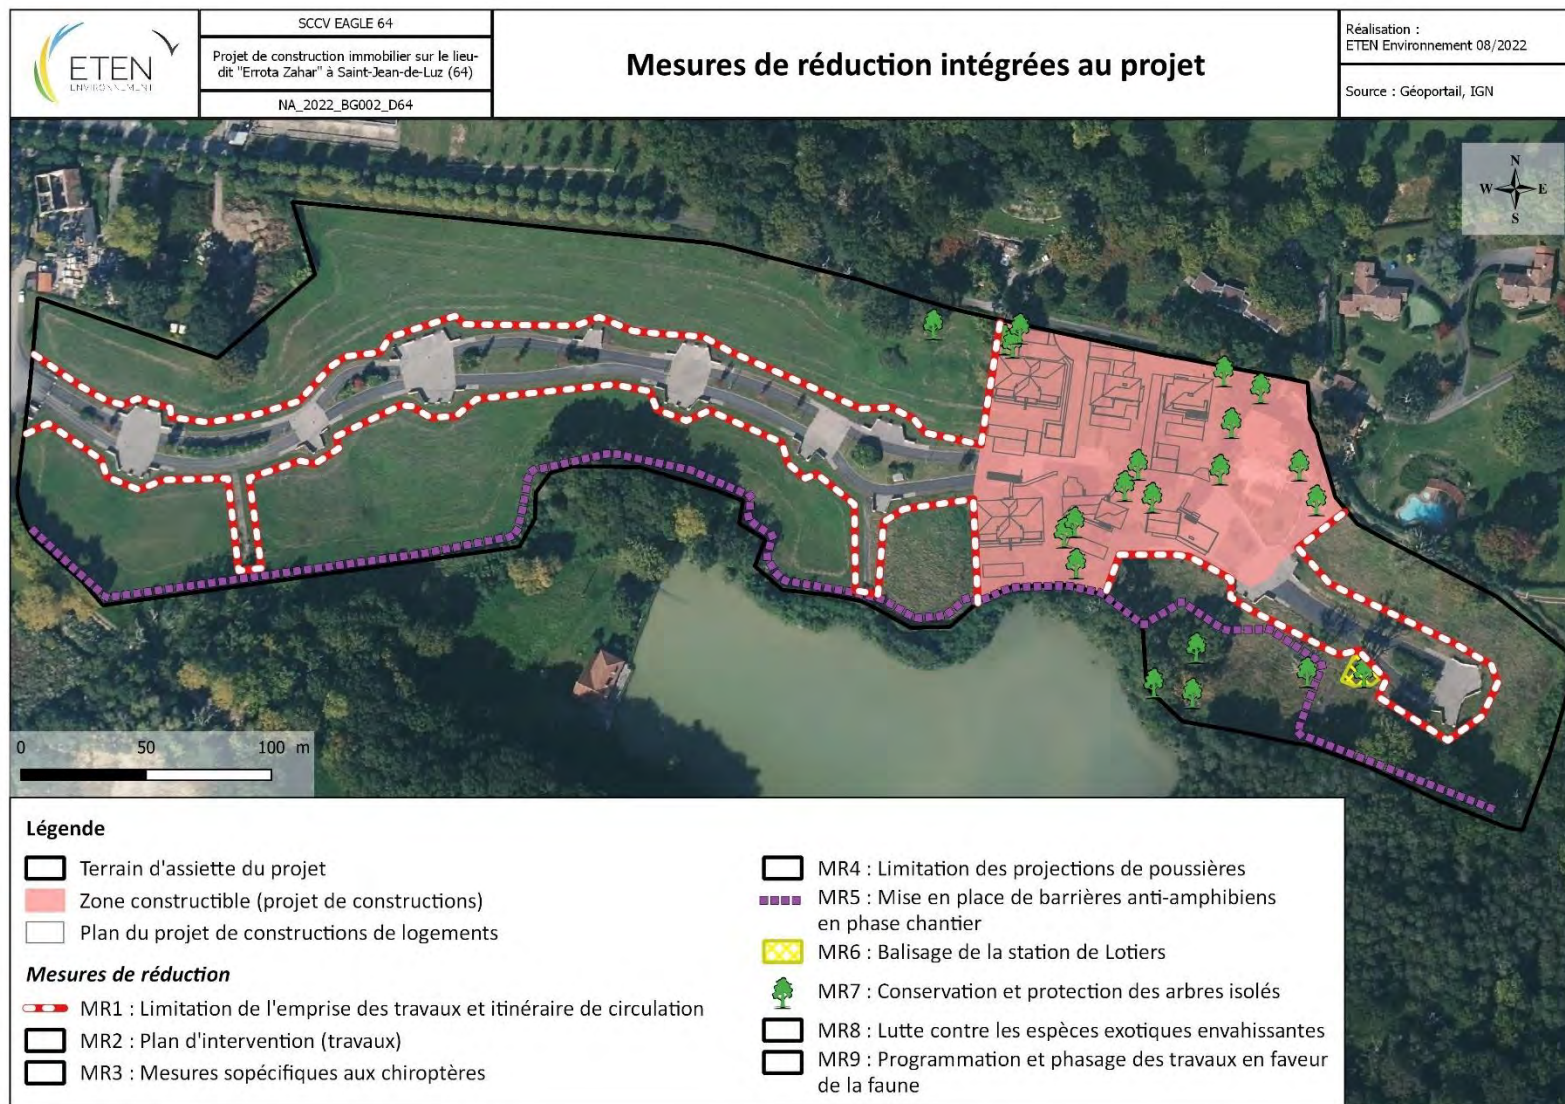 ETEN
ENVIRONNEMENT
SCCV EAGLE 64
Projet de construction immobilier sur le lieu-
dit "Errota Zahar" à Saint-Jean-de-Luz (64)
NA_2022_BG002_D64
Mesures de réduction intégrées au projet
Réalisation :
ETEN Environnement 08/2022
Source : Géoportail, IGN
N
W E
S
0 50 100 m
Légende
Terrain d'assiette du projet
Zone constructible (projet de constructions)
Plan du projet de constructions de logements
Mesures de réduction
MR1 : Limitation de l'emprise des travaux et itinéraire de circulation
MR2 : Plan d'intervention (travaux)
MR3 : Mesures sopécifiques aux chiroptères
MR4 : Limitation des projections de poussières
MR5 : Mise en place de barrières anti-amphibiens
en phase chantier
MR6 : Balisage de la station de Lotiers
MR7 : Conservation et protection des arbres isolés
MR8 : Lutte contre les espèces exotiques envahissantes
MR9 : Programmation et phasage des travaux en faveur
de la faune